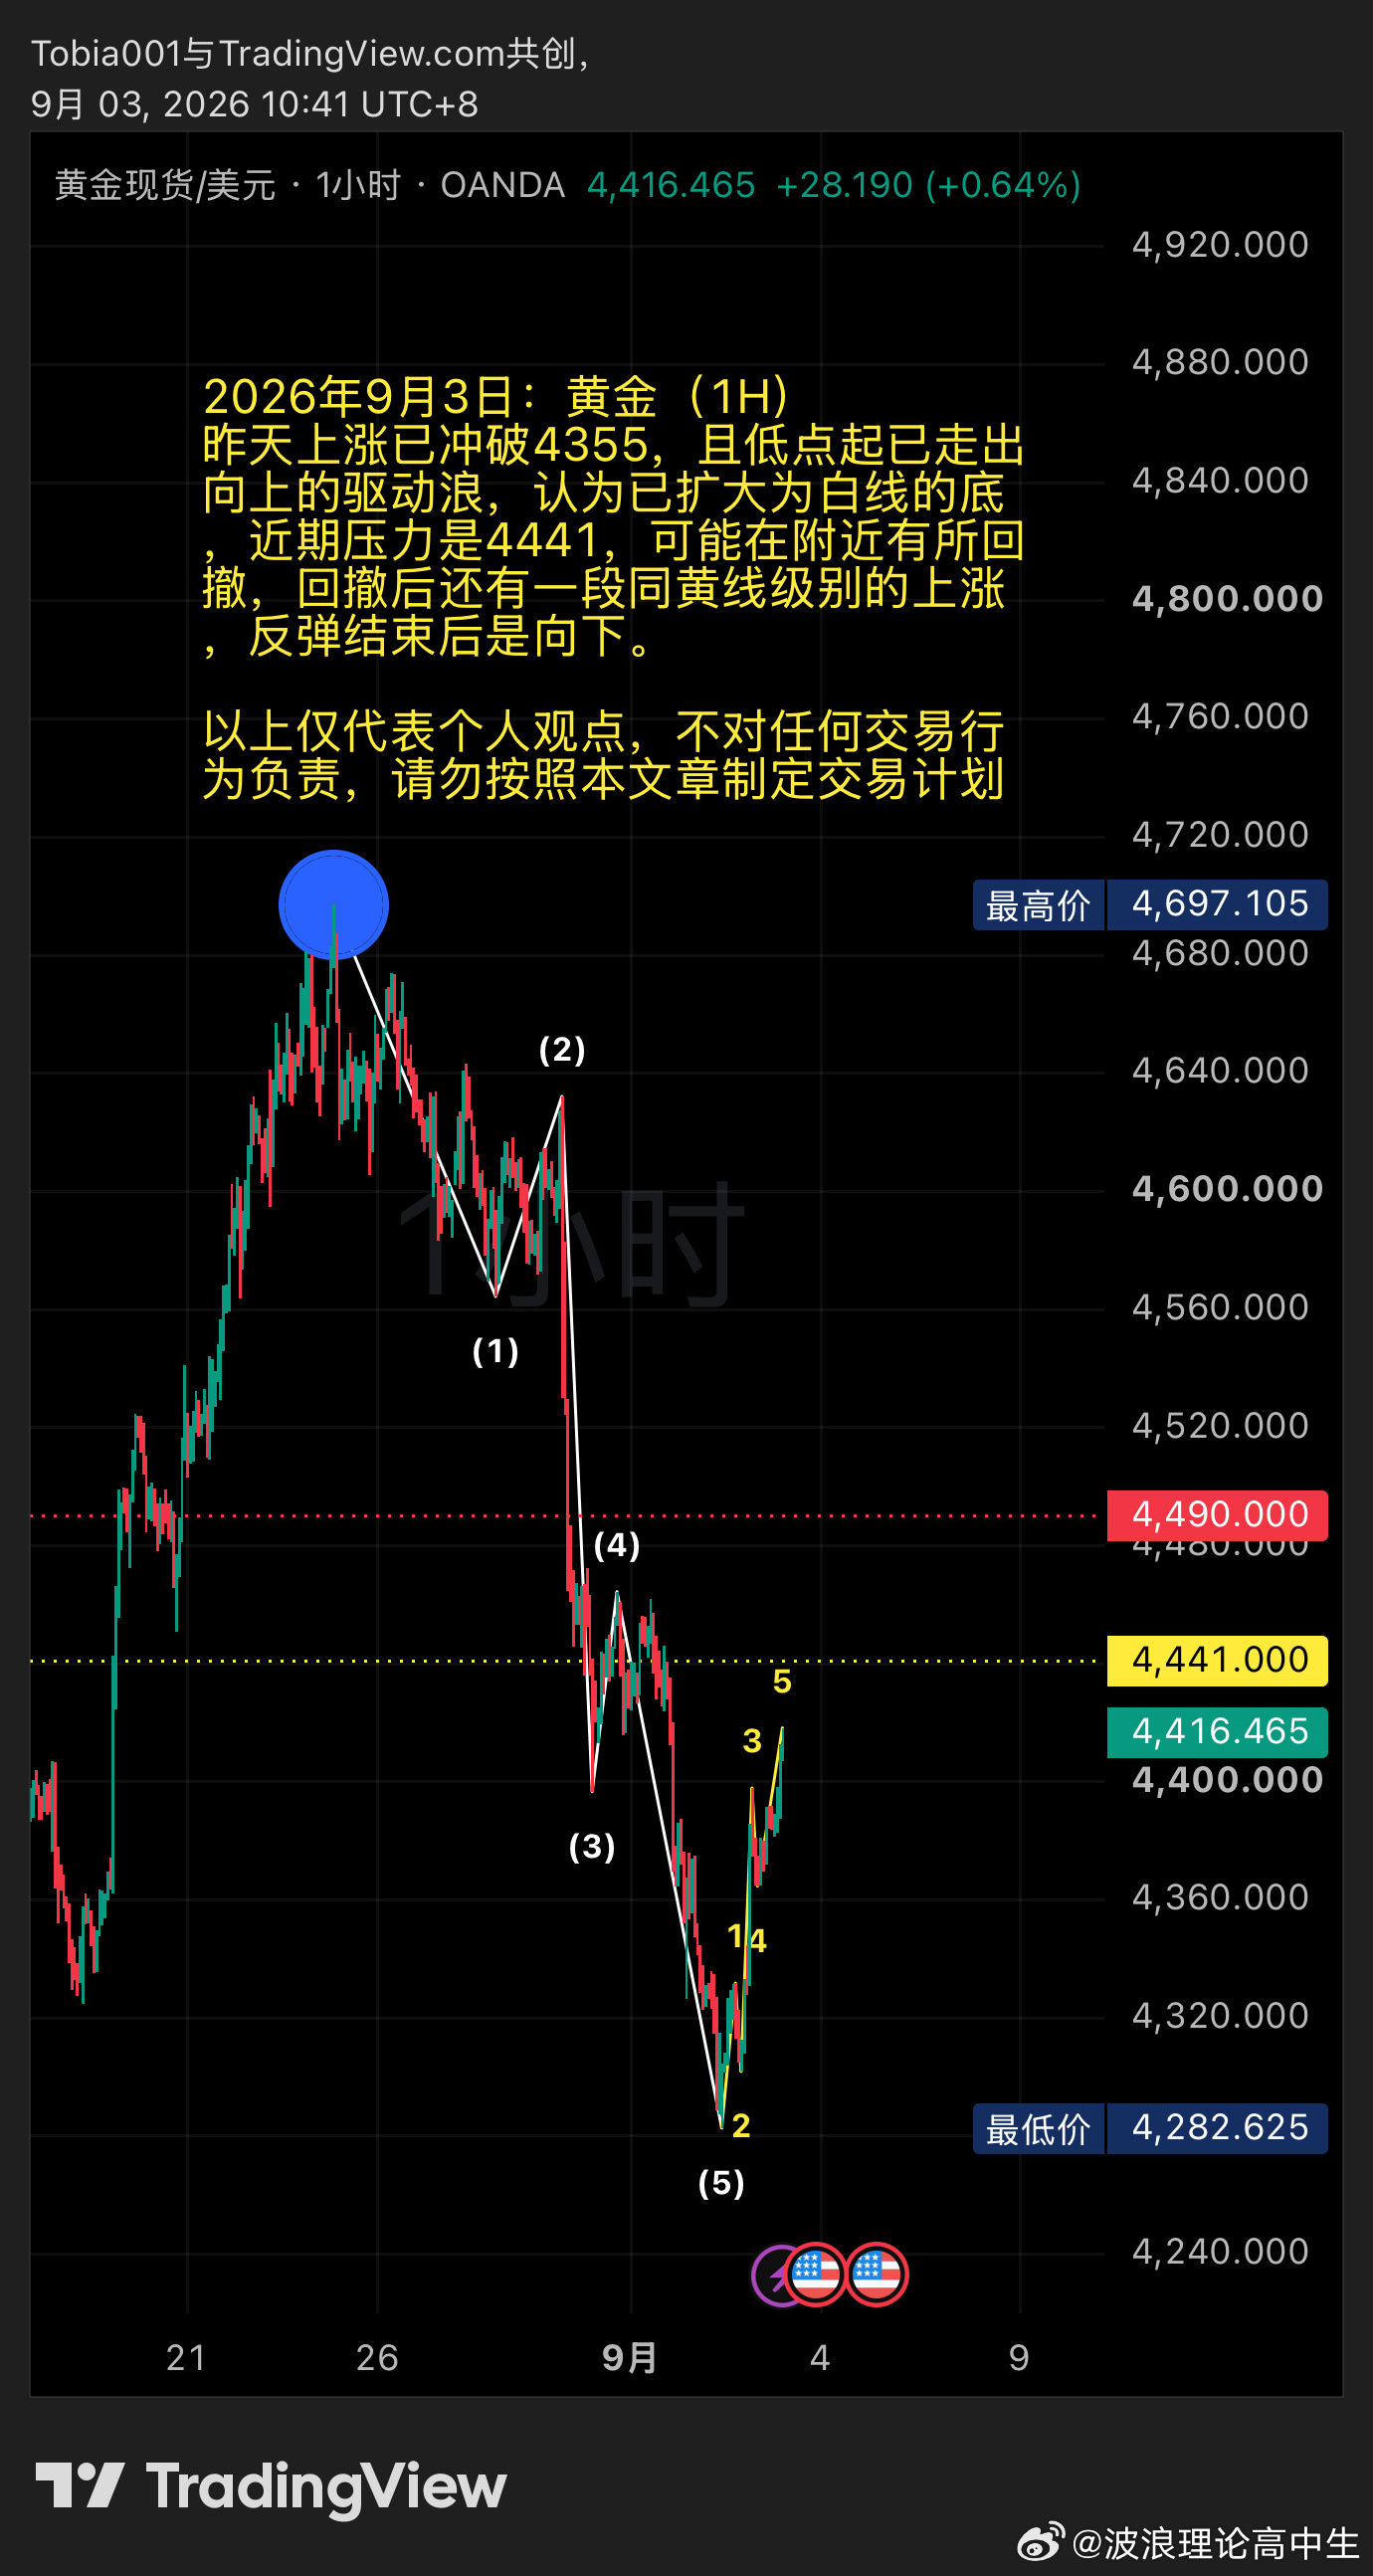 Tobia001与TradingView.com共创，
9月 03, 2026 10:41 UTC+8
黄金现货/美元 · 1小时 · OANDA 4,416.465 +28.190 (+0.64%)
4,920.000
4,880.000
2026年9月3日：黄金（1H）
昨天上涨已冲破4355，且低点起已走出
向上的驱动浪，认为已扩大为白线的底
，近期压力是4441，可能在附近有所回
撤，回撤后还有一段同黄线级别的上涨
，反弹结束后是向下。
以上仅代表个人观点，不对任何交易行
为负责，请勿按照本文章制定交易计划
4,840.000
4,800.000
4,760.000
4,720.000
最高价 4,697.105
4,680.000
(2)
4,640.000
4,600.000
1小时
4,560.000
(1)
4,520.000
4,490.000
4,480.000
(4)
4,441.000
5
4,416.465
3
4,400.000
(3)
4,360.000
1
4
4,320.000
2
最低价 4,282.625
(5)
4,240.000
21 26 9月 4 9
TradingView
@波浪理论高中生